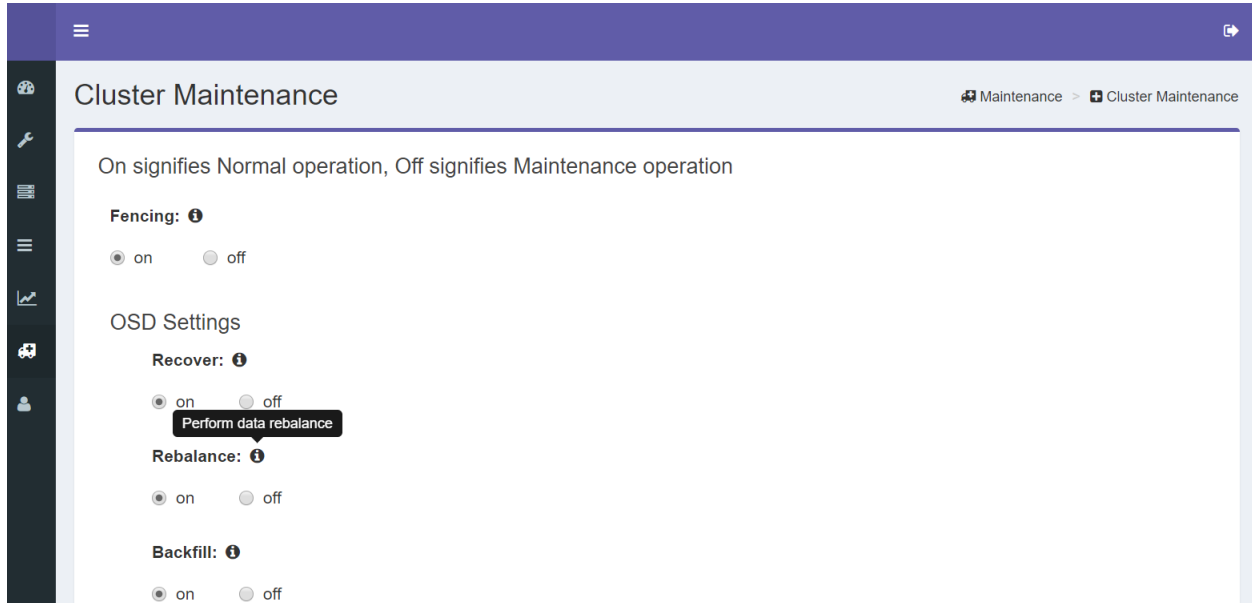 Cluster Maintenance
Maintenance > Cluster Maintenance
On signifies Normal operation, Off signifies Maintenance operation
Fencing:
on off
OSD Settings
Recover:
on off
Perform data rebalance
Rebalance:
on off
Backfill:
on off